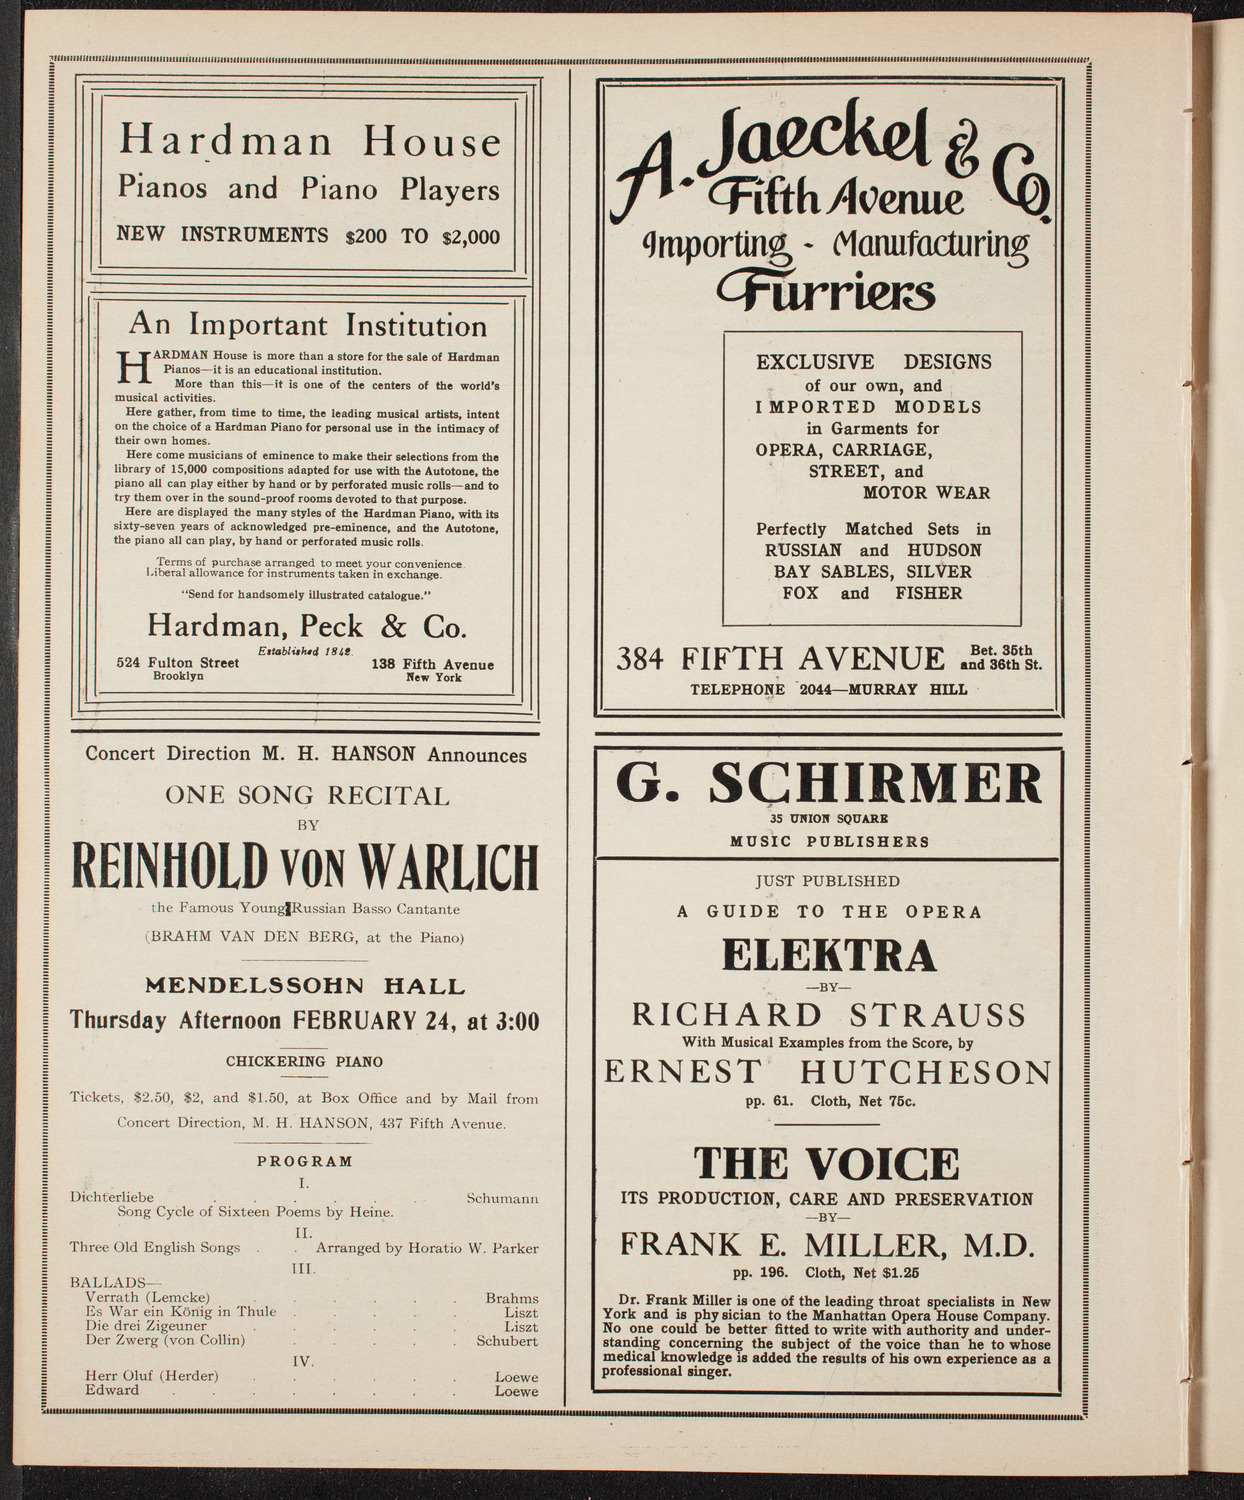 Hardman House
Pianos and Piano Players
NEW INSTRUMENTS $200 TO $2,000
An Important Institution
HARDMAN House is more than a store for the sale of Hardman
Pianos—it is an educational institution.
More than this—it is one of the centers of the world's
musical activities.
Here gather, from time to time, the leading musical artists, intent
on the choice of a Hardman Piano for personal use in the intimacy of
their own homes.
Here come musicians of eminence to make their selections from the
library of 15,000 compositions adapted for use with the Autotone, the
piano all can play either by hand or by perforated music rolls—and to
try them over in the sound-proof rooms devoted to that purpose.
Here are displayed the many styles of the Hardman Piano, with its
sixty-seven years of acknowledged pre-eminence, and the Autotone,
the piano all can play, by hand or perforated music rolls.
Terms of purchase arranged to meet your convenience
Liberal allowance for instruments taken in exchange.
"Send for handsomely illustrated catalogue."
Hardman, Peck & Co.
Established 1842.
524 Fulton Street 138 Fifth Avenue
Brooklyn New York
Concert Direction M. H. HANSON Announces
ONE SONG RECITAL
BY
REINHOLD VON WARLICH
the Famous Young Russian Basso Cantante
(BRAHM VAN DEN BERG, at the Piano)
MENDELSSOHN HALL
Thursday Afternoon FEBRUARY 24, at 3:00
CHICKERING PIANO
Tickets, $2.50, $2, and $1.50, at Box Office and by Mail from
Concert Direction, M. H. HANSON, 437 Fifth Avenue.
PROGRAM
I.
Dichterliebe . . . . . . Schumann
Song Cycle of Sixteen Poems by Heine.
II.
Three Old English Songs . . Arranged by Horatio W. Parker
III.
BALLADS—
Verrath (Lemcke) . . . . . . Brahms
Es War ein König in Thule . . . . . Liszt
Die drei Zigeuner . . . . . . Liszt
Der Zwerg (von Collin) . . . . . Schubert
IV.
Herr Oluf (Herder) . . . . . . Loewe
Edward . . . . . . . . Loewe
A. Jaeckel & Co.
Fifth Avenue
Importing - Manufacturing
Furriers
EXCLUSIVE DESIGNS
of our own, and
IMPORTED MODELS
in Garments for
OPERA, CARRIAGE,
STREET, and
MOTOR WEAR
Perfectly Matched Sets in
RUSSIAN and HUDSON
BAY SABLES, SILVER
FOX and FISHER
384 FIFTH AVENUE Bet. 35th
and 36th St.
TELEPHONE 2044—MURRAY HILL
G. SCHIRMER
35 UNION SQUARE
MUSIC PUBLISHERS
JUST PUBLISHED
A GUIDE TO THE OPERA
ELEKTRA
—BY—
RICHARD STRAUSS
With Musical Examples from the Score, by
ERNEST HUTCHESON
pp. 61. Cloth, Net 75c.
THE VOICE
ITS PRODUCTION, CARE AND PRESERVATION
—BY—
FRANK E. MILLER, M.D.
pp. 196. Cloth, Net $1.25
Dr. Frank Miller is one of the leading throat specialists in New
York and is physician to the Manhattan Opera House Company.
No one could be better fitted to write with authority and under-
standing concerning the subject of the voice than he to whose
medical knowledge is added the results of his own experience as a
professional singer.